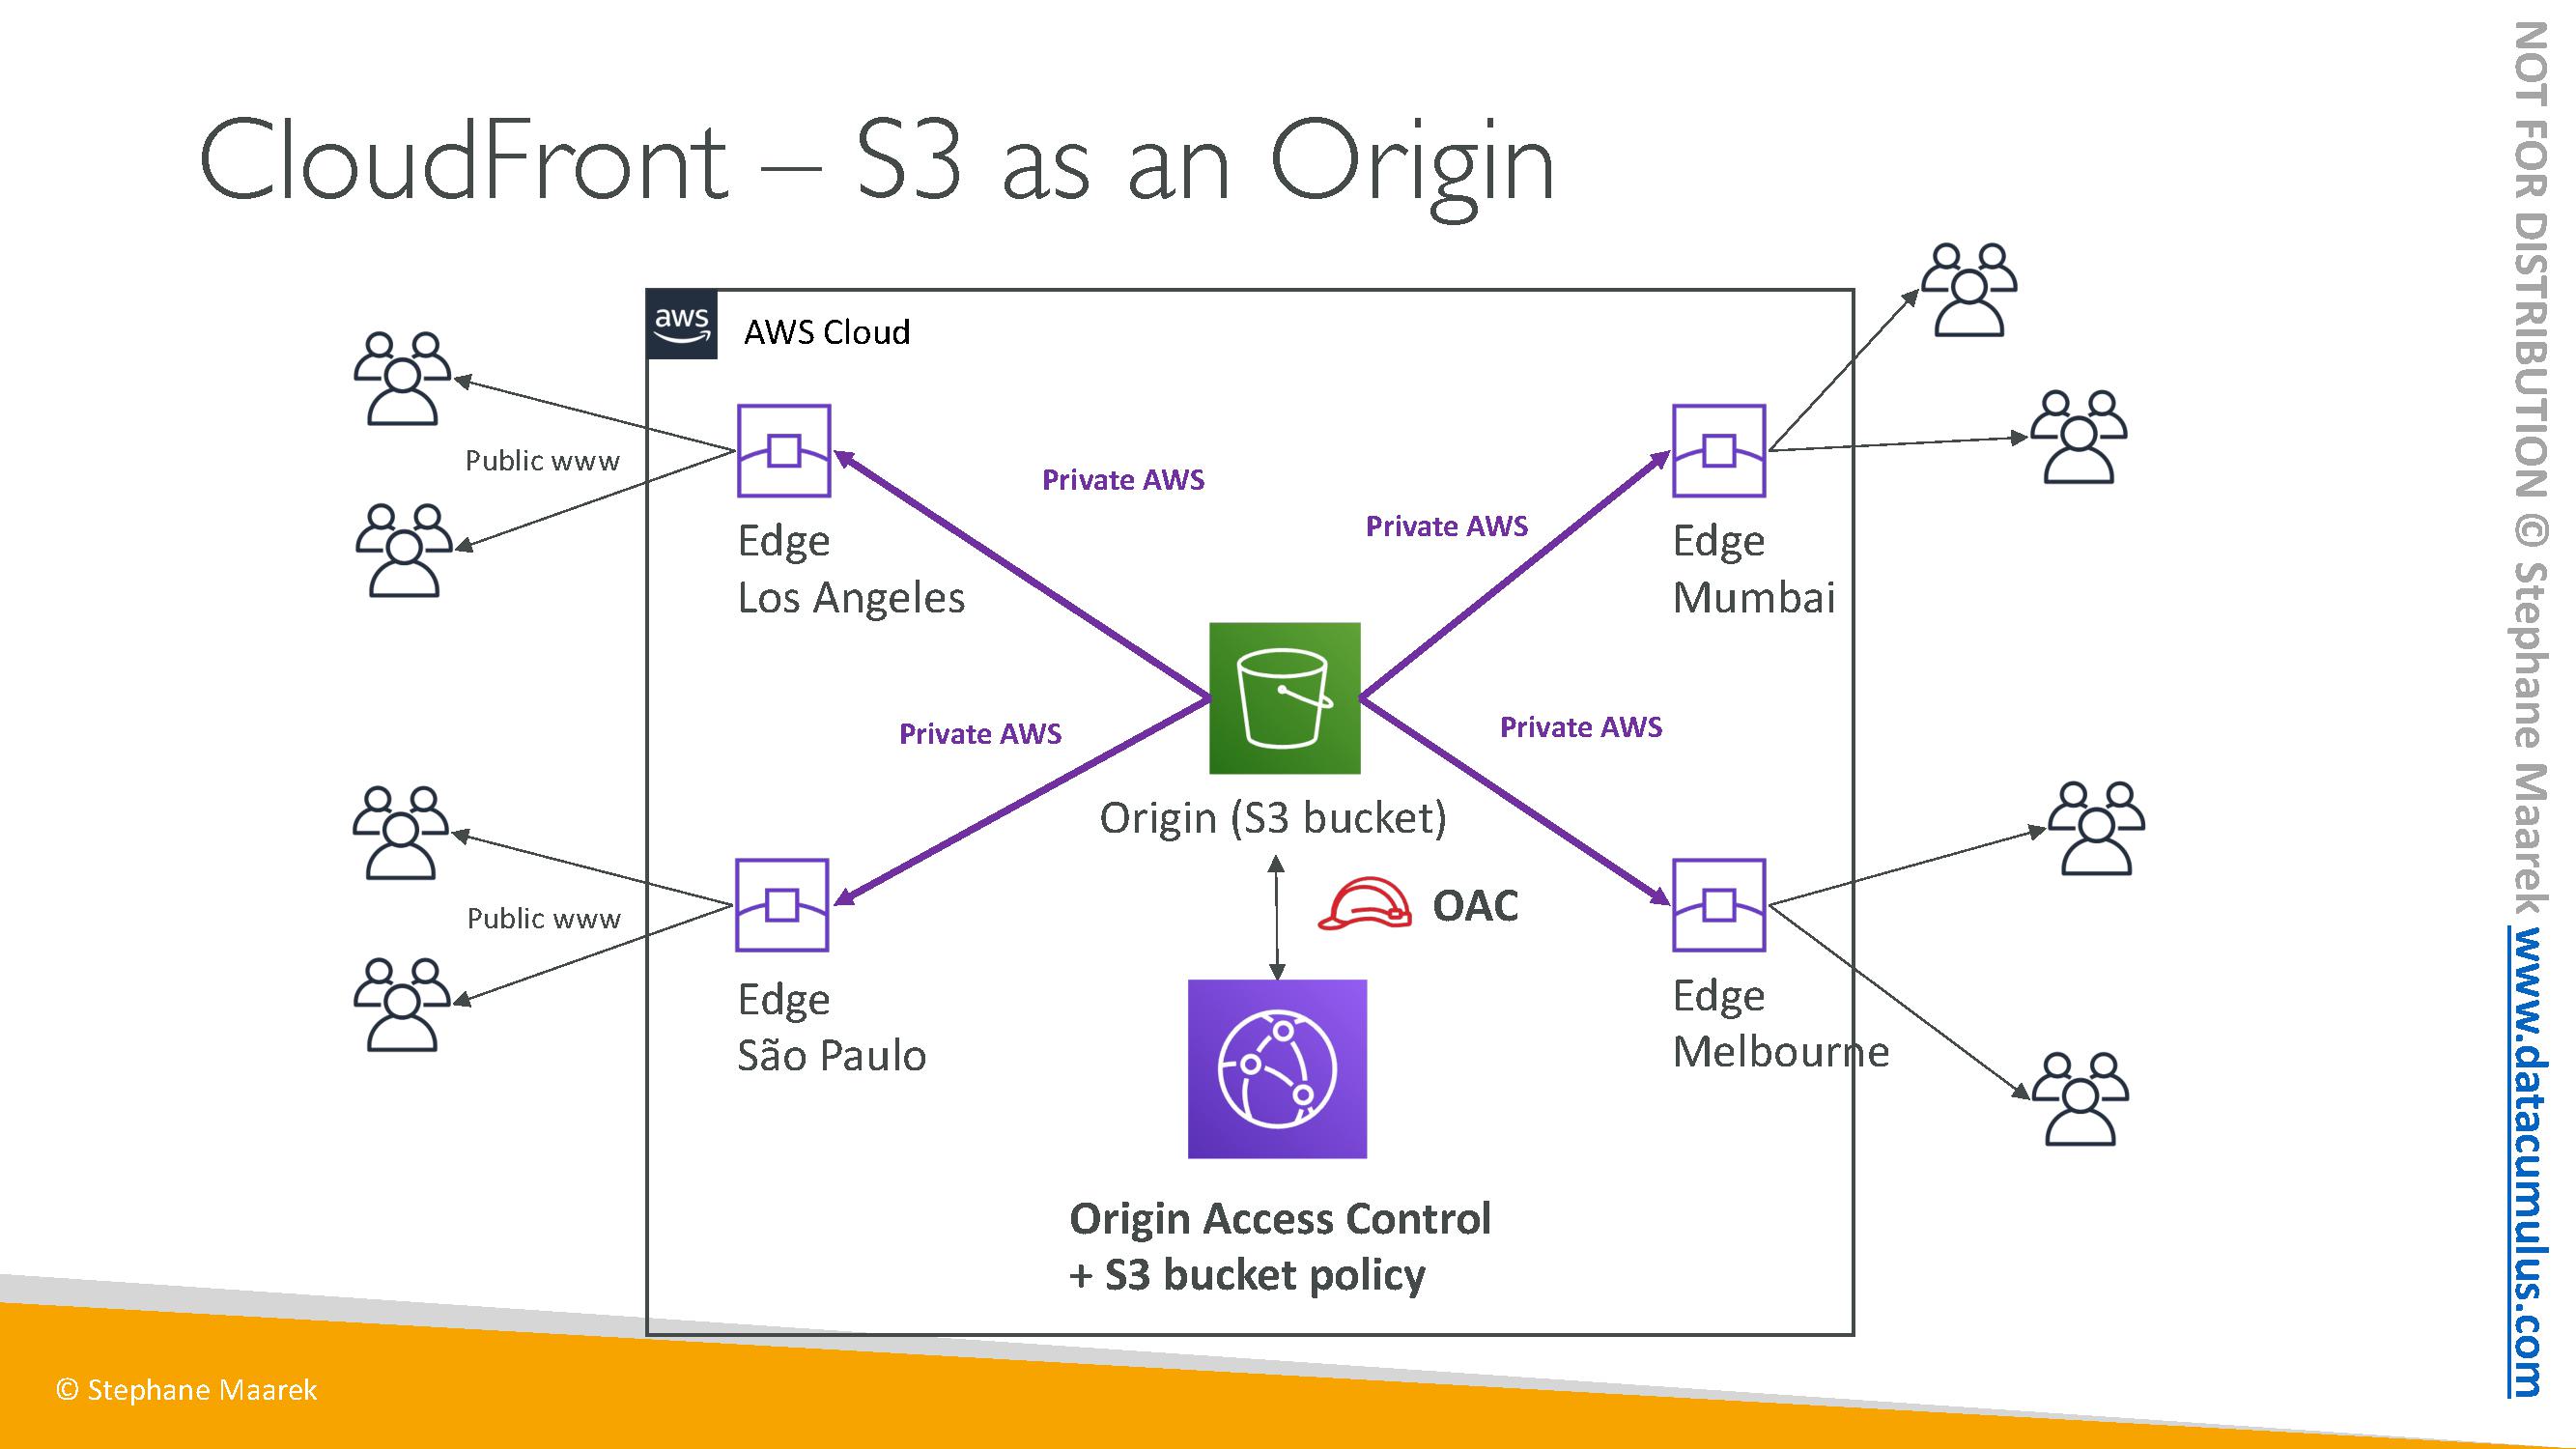 CloudFront – S3 as an Origin
aws
AWS Cloud
Public www
Private AWS
Private AWS
Edge
Los Angeles
Edge
Mumbai
Private AWS
Private AWS
Origin (S3 bucket)
OAC
Public www
Edge
São Paulo
Edge
Melbourne
Origin Access Control
+ S3 bucket policy
© Stephane Maarek
NOT FOR DISTRIBUTION © Stephane Maarek www.datacumulus.com